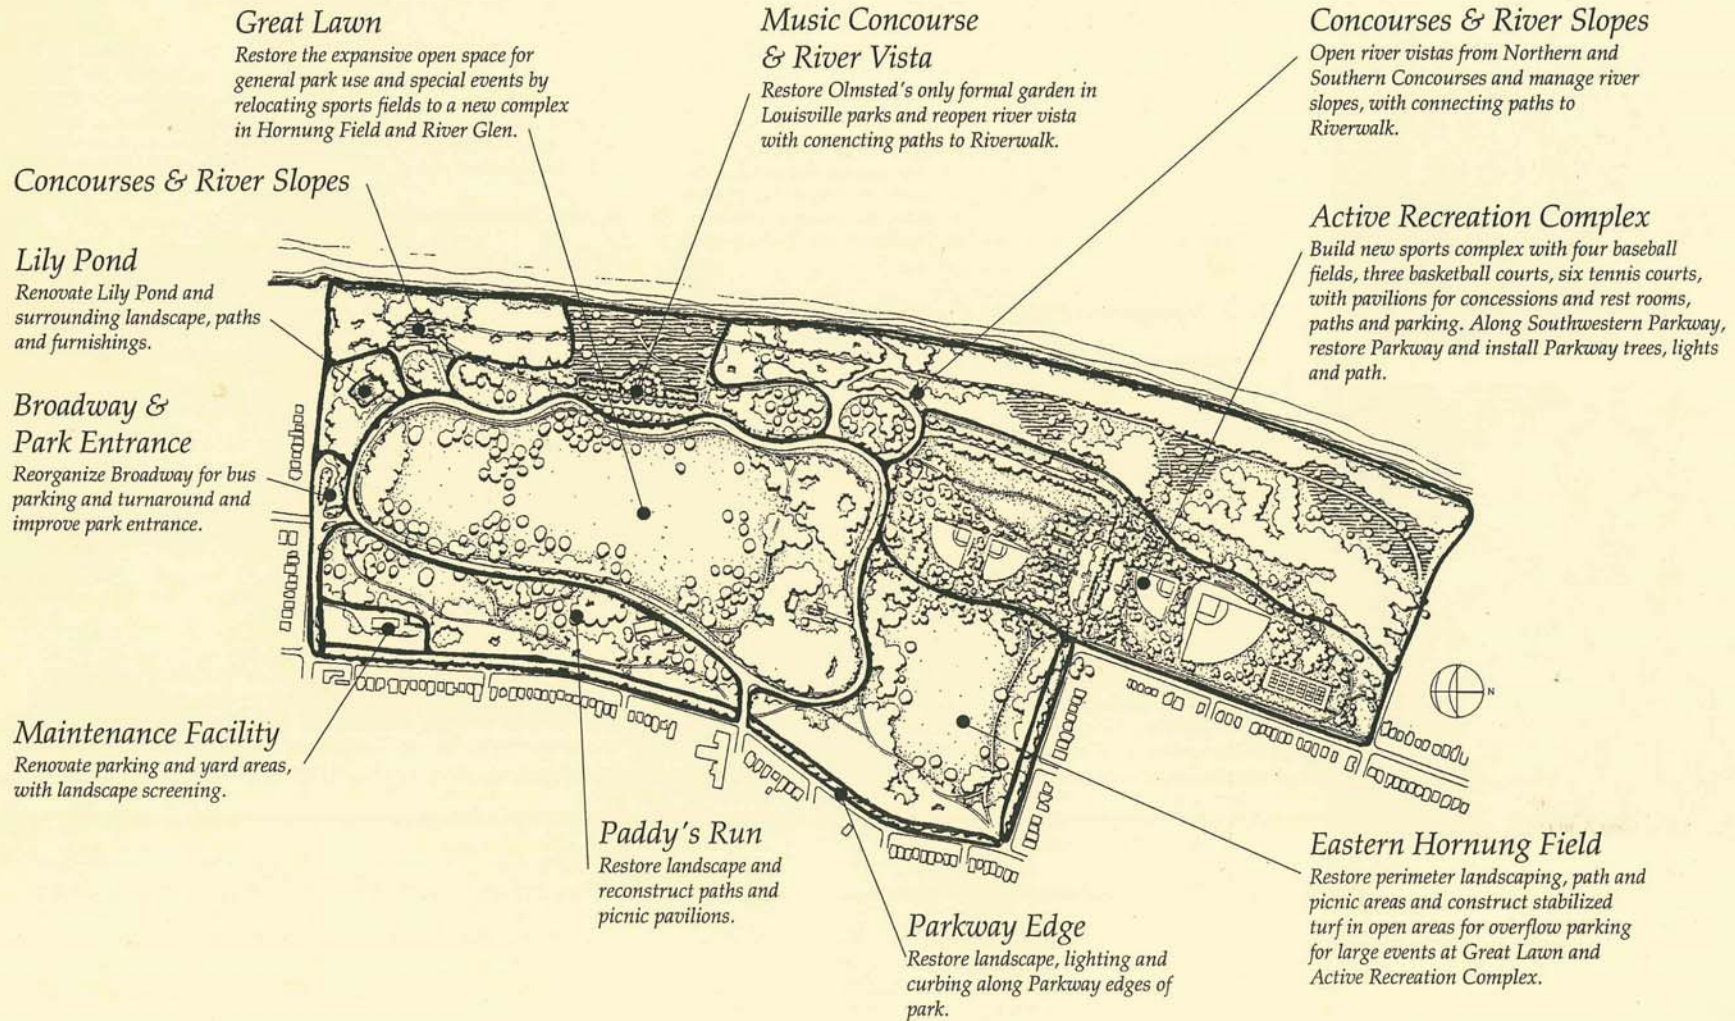 Great Lawn
Restore the expansive open space for
general park use and special events by
relocating sports fields to a new complex
in Hornung Field and River Glen.
Music Concourse
& River Vista
Restore Olmsted's only formal garden in
Louisville parks and reopen river vista
with conencting paths to Riverwalk.
Concourses & River Slopes
Open river vistas from Northern and
Southern Concourses and manage river
slopes, with connecting paths to
Riverwalk.
Concourses & River Slopes
Lily Pond
Renovate Lily Pond and
surrounding landscape, paths
and furnishings.
Broadway &
Park Entrance
Reorganize Broadway for bus
parking and turnaround and
improve park entrance.
Active Recreation Complex
Build new sports complex with four baseball
fields, three basketball courts, six tennis courts,
with pavilions for concessions and rest rooms,
paths and parking. Along Southwestern Parkway,
restore Parkway and install Parkway trees, lights
and path.
N
Maintenance Facility
Renovate parking and yard areas,
with landscape screening.
Paddy's Run
Restore landscape and
reconstruct paths and
picnic pavilions.
Parkway Edge
Restore landscape, lighting and
curbing along Parkway edges of
park.
Eastern Hornung Field
Restore perimeter landscaping, path and
picnic areas and construct stabilized
turf in open areas for overflow parking
for large events at Great Lawn and
Active Recreation Complex.